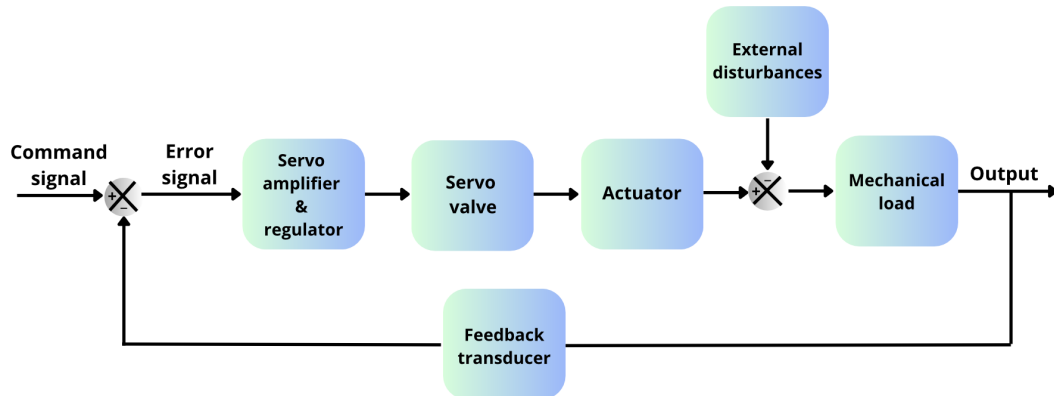 External
disturbances
Command
signal
Error
signal
Servo
amplifier
&
regulator
Servo
valve
Actuator
Mechanical
load
Output
+
−
+
−
Feedback
transducer